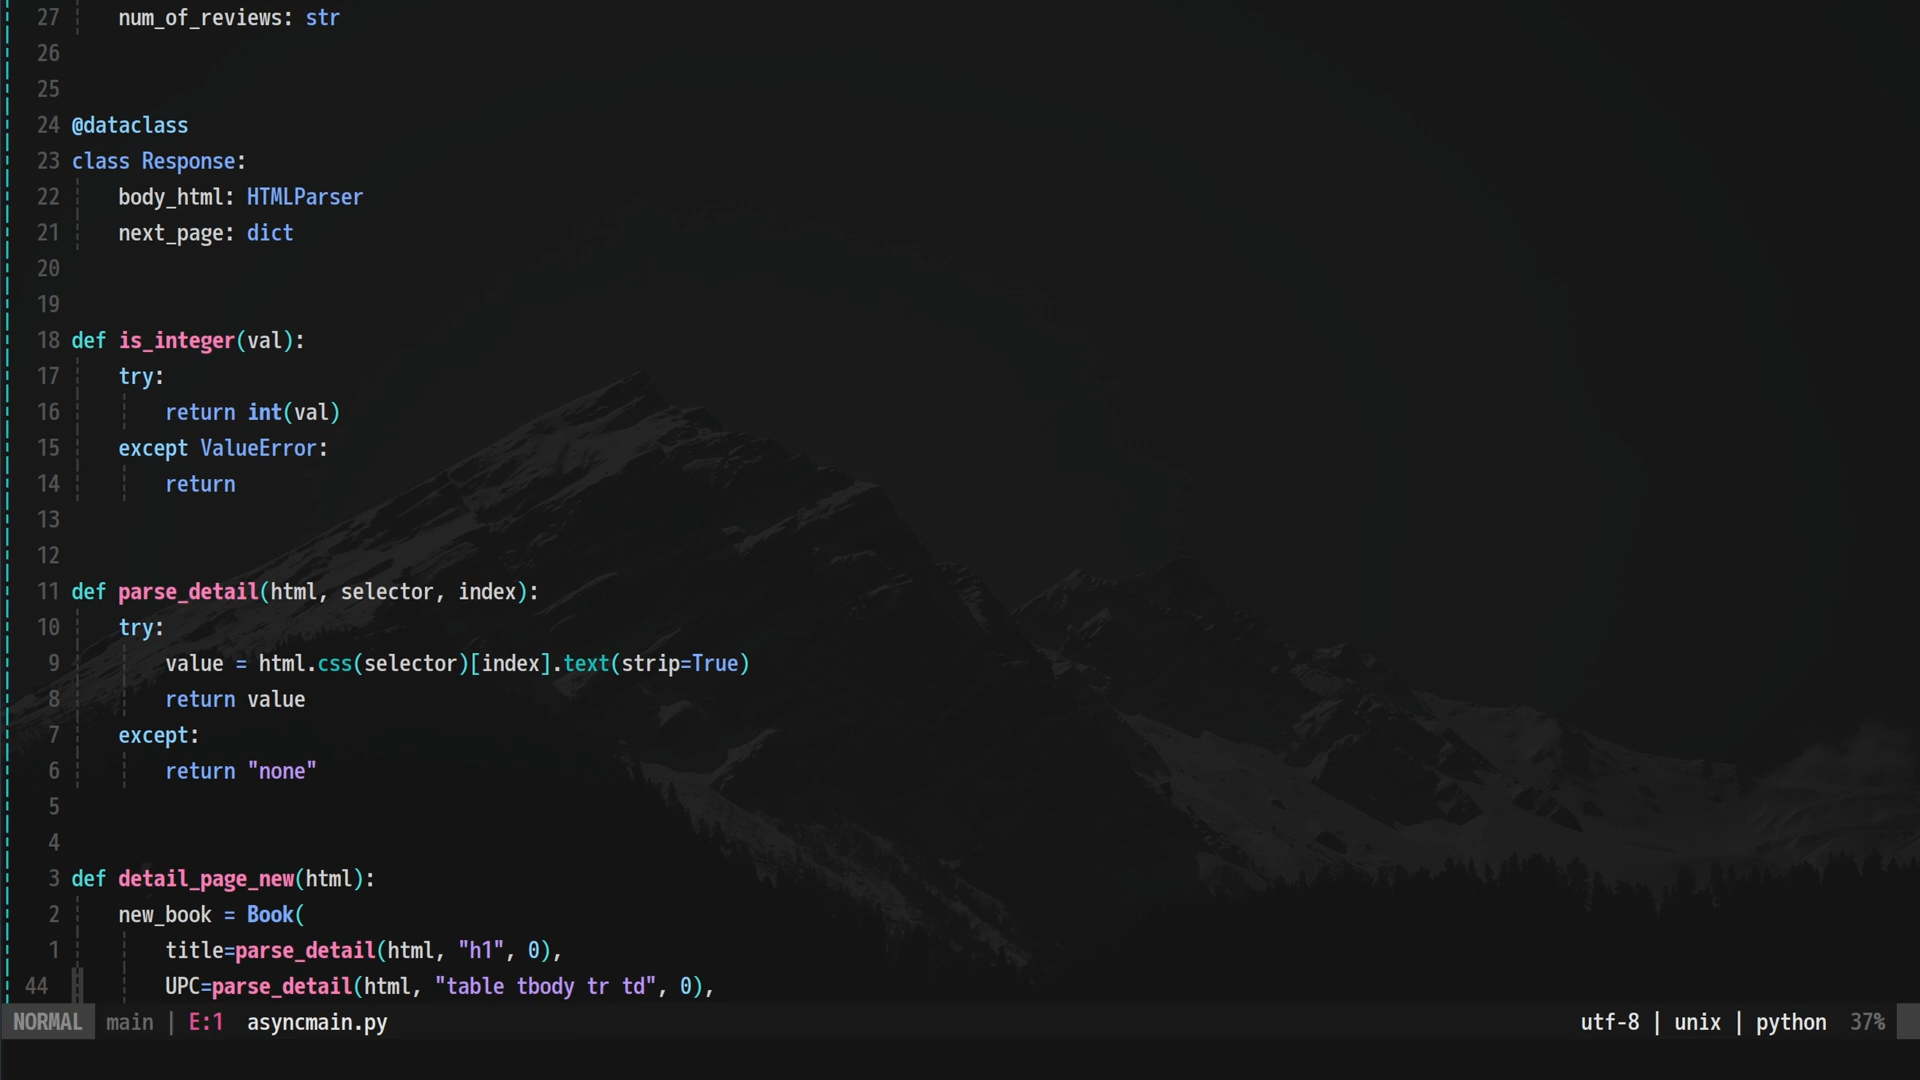 27 num_of_reviews: str
26
25
24 @dataclass
23 class Response:
22 body_html: HTMLParser
21 next_page: dict
20
19
18 def is_integer(val):
17 try:
16 return int(val)
15 except ValueError:
14 return
13
12
11 def parse_detail(html, selector, index):
10 try:
9 value = html.css(selector)[index].text(strip=True)
8 return value
7 except:
6 return "none"
5
4
3 def detail_page_new(html):
2 new_book = Book(
1 title=parse_detail(html, "h1", 0),
44 UPC=parse_detail(html, "table tbody tr td", 0),
NORMAL main | E:1 asyncmain.py utf-8 | unix | python 37%